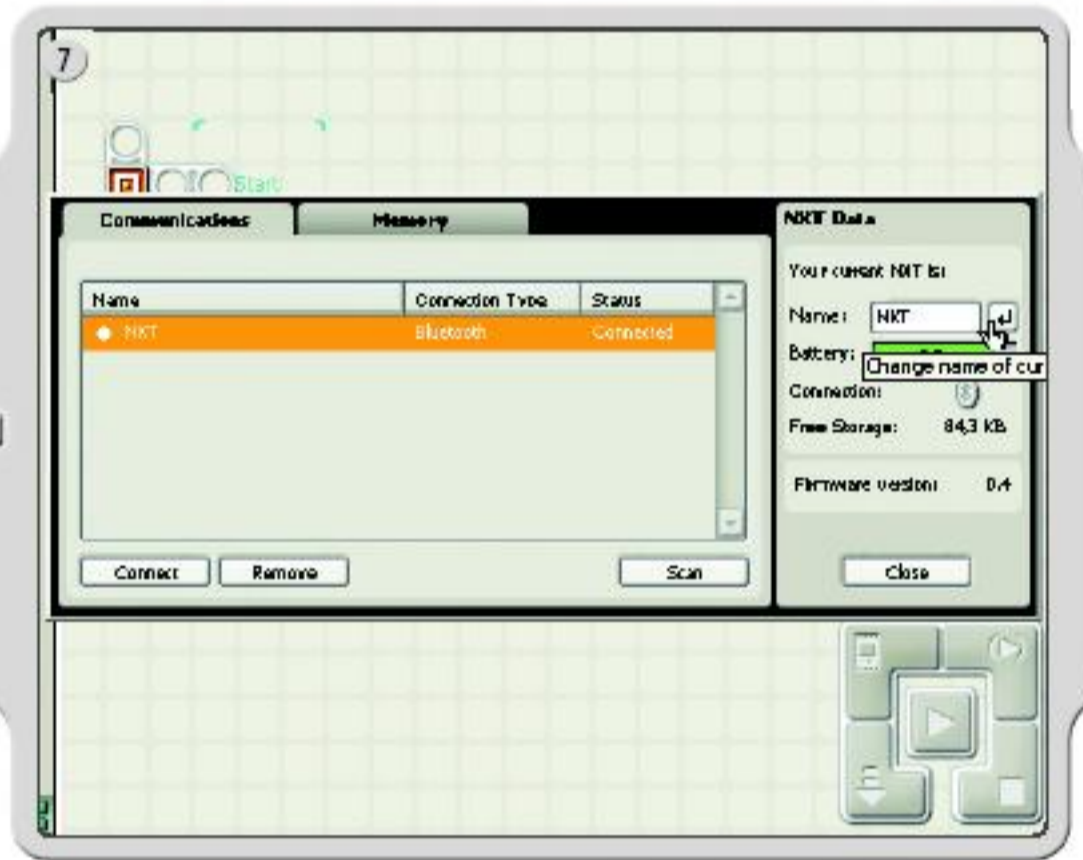 7
Start
Communications Memory
Name Connection Type Status
NXT Bluetooth Connected
Connect Remove Scan
NXT Data
Your current NXT is:
Name: NXT
Battery:
Change name of cur
Connection:
Free Storage: 84,3 KB
Firmware version: 0.4
Close